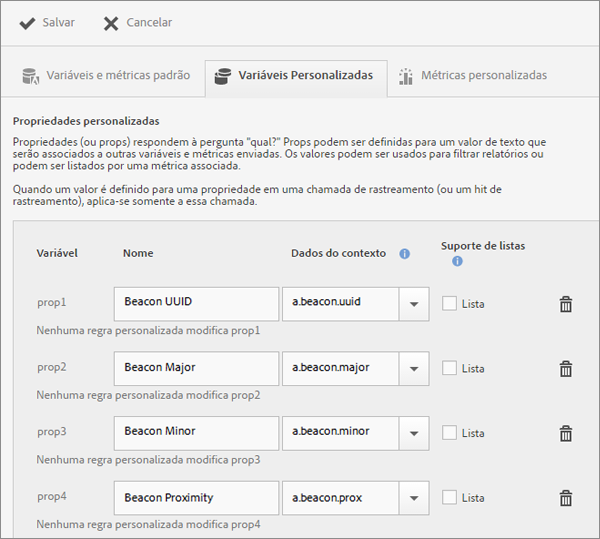 Salvar Cancelar
Variáveis e métricas padrão Variáveis Personalizadas Métricas personalizadas
Propriedades personalizadas
Propriedades (ou props) respondem à pergunta "qual?" Props podem ser definidas para um valor de texto que
serão associados a outras variáveis e métricas enviadas. Os valores podem ser usados para filtrar relatórios ou
podem ser listados por uma métrica associada.
Quando um valor é definido para uma propriedade em uma chamada de rastreamento (ou um hit de
rastreamento), aplica-se somente a essa chamada.
Variável Nome Dados do contexto Suporte de listas
prop1 Beacon UUID a.beacon.uuid Lista
Nenhuma regra personalizada modifica prop1
prop2 Beacon Major a.beacon.major Lista
Nenhuma regra personalizada modifica prop2
prop3 Beacon Minor a.beacon.minor Lista
Nenhuma regra personalizada modifica prop3
prop4 Beacon Proximity a.beacon.prox Lista
Nenhuma regra personalizada modifica prop4